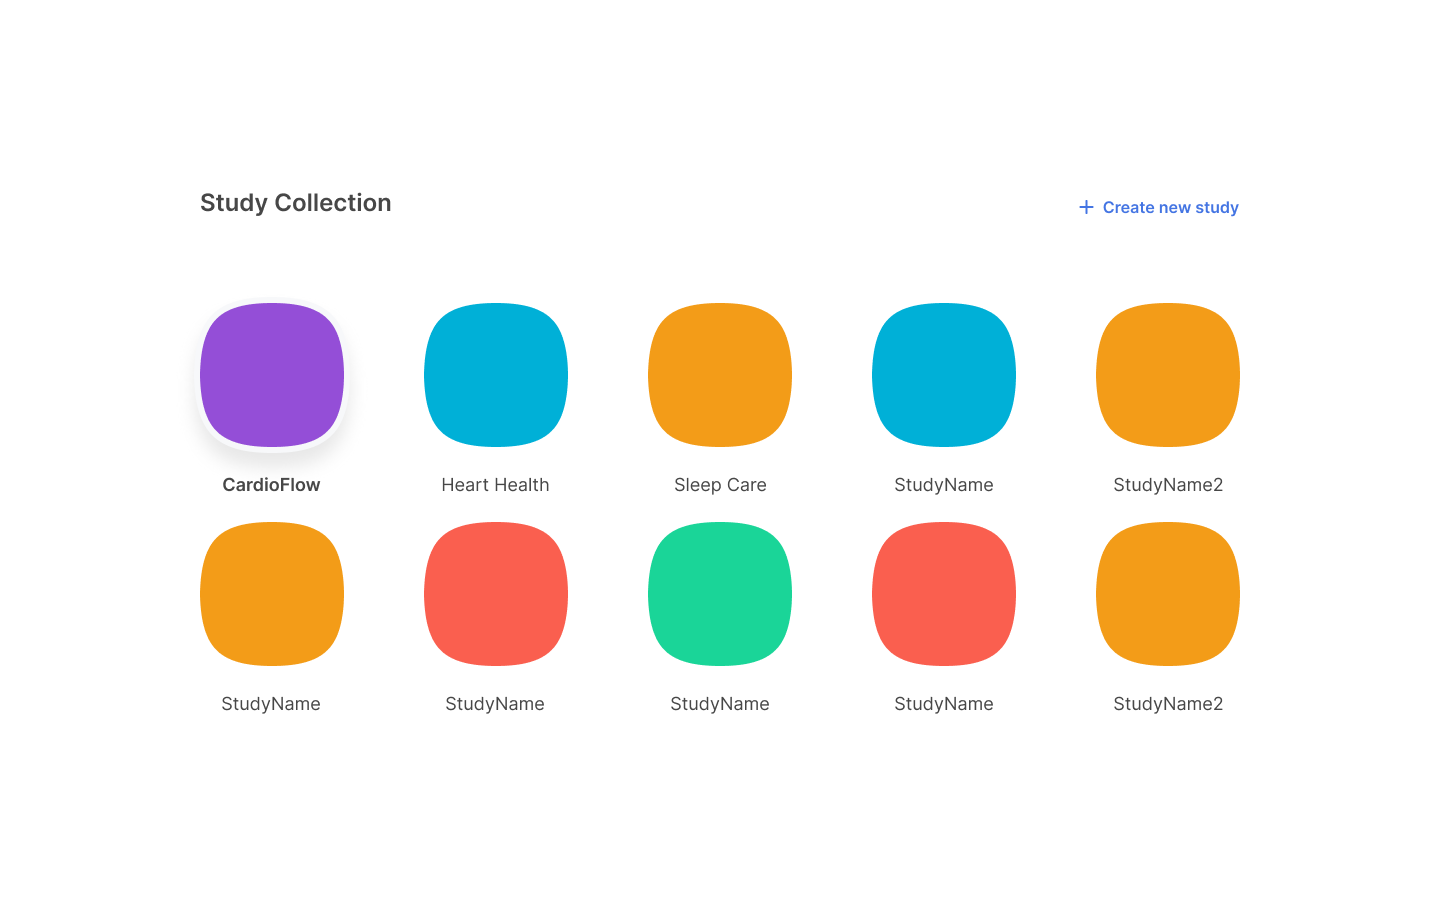 Study Collection
Create new study
CardioFlow
Heart Health
Sleep Care
StudyName
StudyName2
StudyName
StudyName
StudyName
StudyName
StudyName2